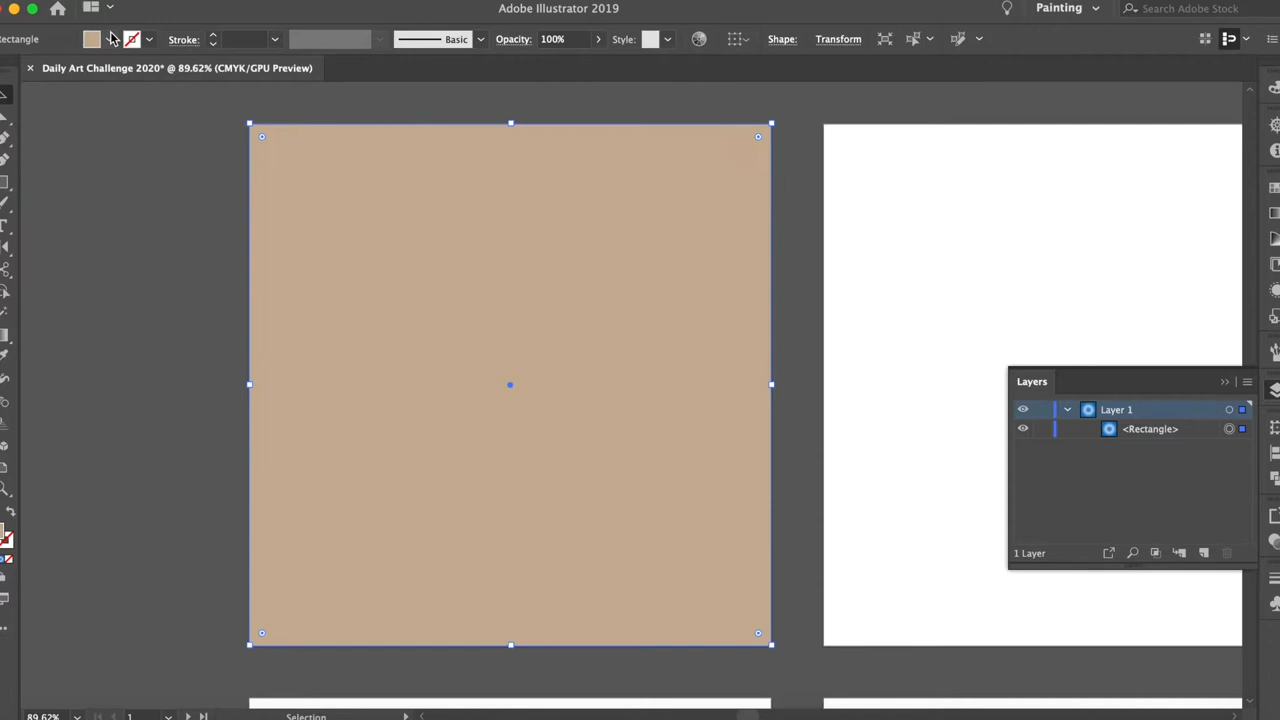 Adobe Illustrator 2019
Painting
Search Adobe Stock
Rectangle
Stroke:
Basic
Opacity:
100%
Style:
Shape:
Transform
Daily Art Challenge 2020* @ 89.62% (CMYK/GPU Preview)
Layers
Layer 1
<Rectangle>
1 Layer
89.62%
1
Selection